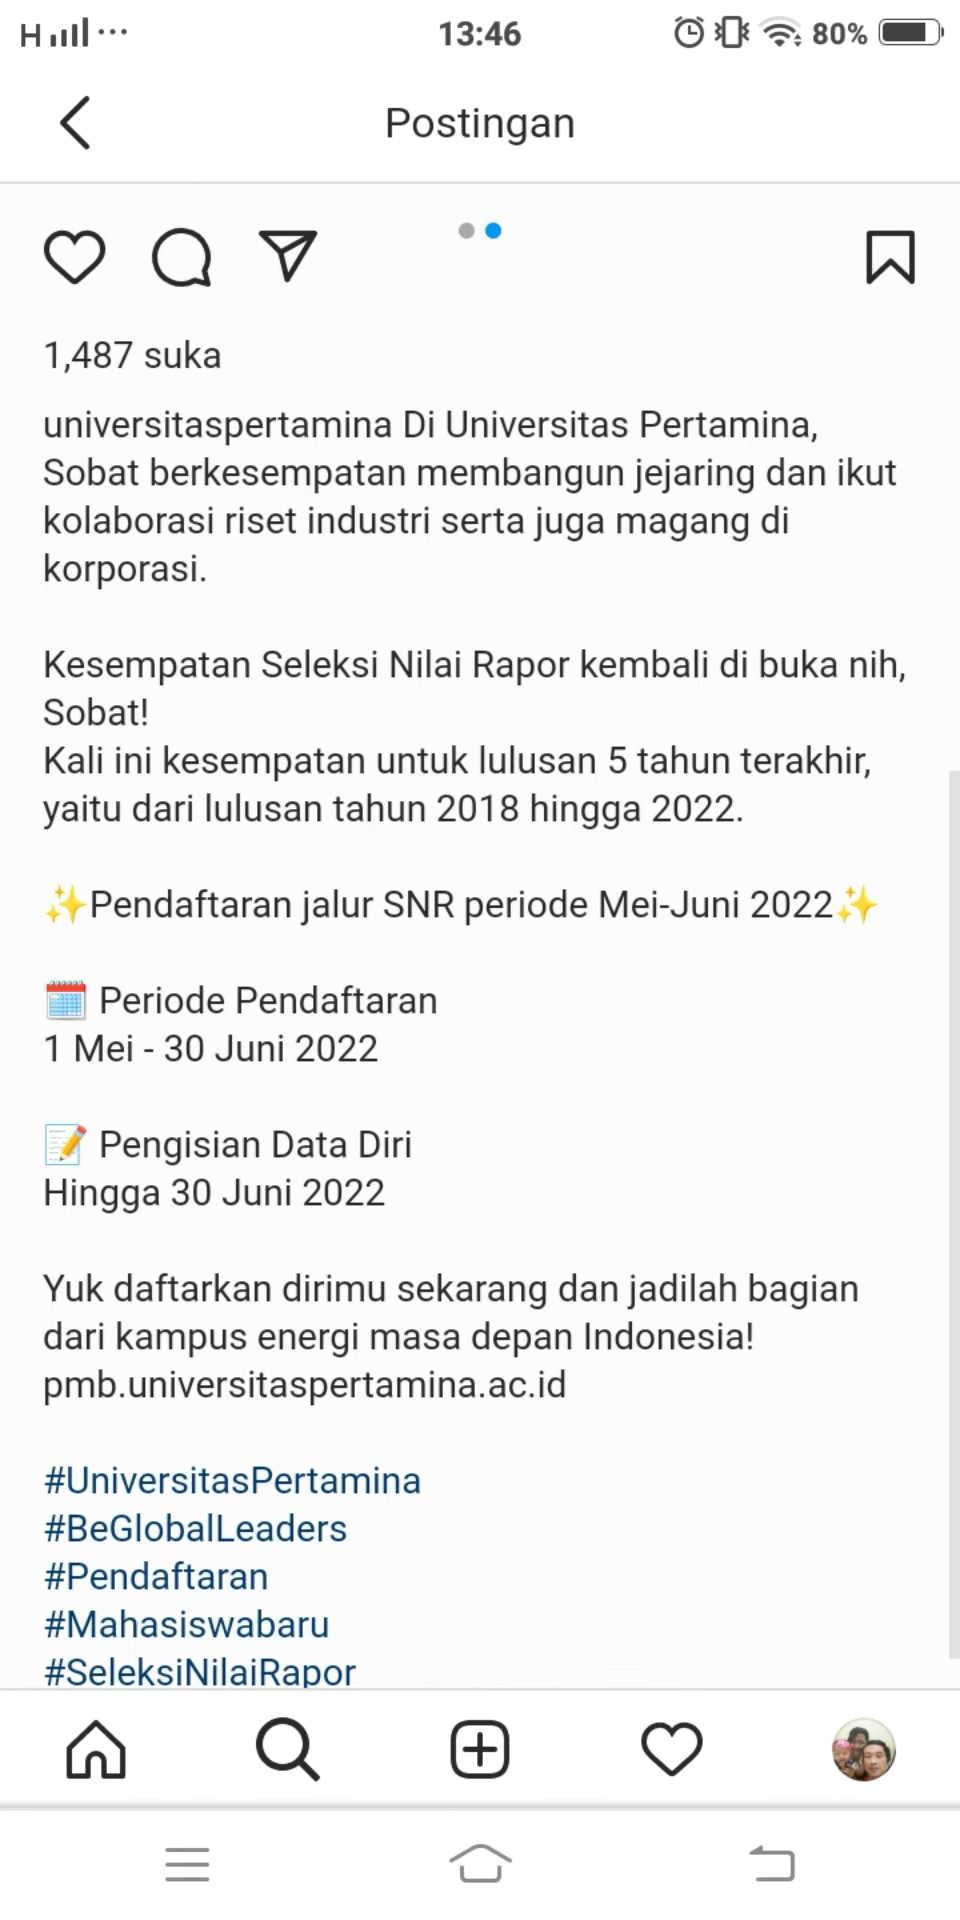 H
13:46
80%
Postingan
1,487 suka
universitaspertamina Di Universitas Pertamina,
Sobat berkesempatan membangun jejaring dan ikut
kolaborasi riset industri serta juga magang di
korporasi.
Kesempatan Seleksi Nilai Rapor kembali di buka nih,
Sobat!
Kali ini kesempatan untuk lulusan 5 tahun terakhir,
yaitu dari lulusan tahun 2018 hingga 2022.
✨Pendaftaran jalur SNR periode Mei-Juni 2022✨
🗓️ Periode Pendaftaran
1 Mei - 30 Juni 2022
📝 Pengisian Data Diri
Hingga 30 Juni 2022
Yuk daftarkan dirimu sekarang dan jadilah bagian
dari kampus energi masa depan Indonesia!
pmb.universitaspertamina.ac.id
#UniversitasPertamina
#BeGlobalLeaders
#Pendaftaran
#Mahasiswabaru
#SeleksiNilaiRapor